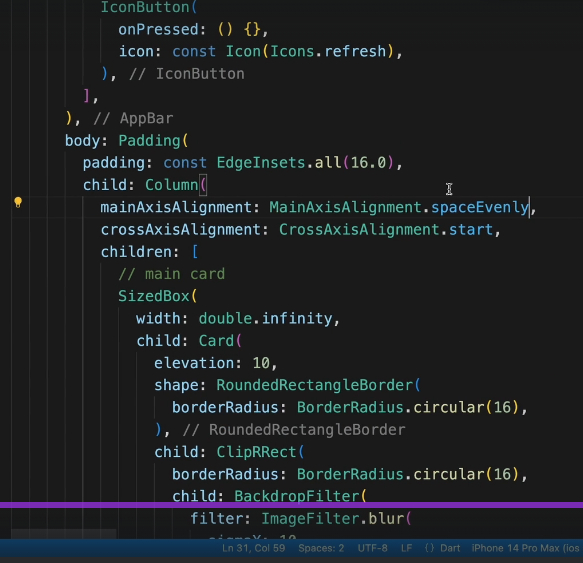 IconButton(
onPressed: () {},
icon: const Icon(Icons.refresh),
), // IconButton
],
), // AppBar
body: Padding(
padding: const EdgeInsets.all(16.0),
child: Column(
mainAxisAlignment: MainAxisAlignment.spaceEvenly,
crossAxisAlignment: CrossAxisAlignment.start,
children: [
// main card
SizedBox(
width: double.infinity,
child: Card(
elevation: 10,
shape: RoundedRectangleBorder(
borderRadius: BorderRadius.circular(16),
), // RoundedRectangleBorder
child: ClipRRect(
borderRadius: BorderRadius.circular(16),
child: BackdropFilter(
filter: ImageFilter.blur(
sigmaX: 10
Ln 31, Col 59 Spaces: 2 UTF-8 LF {} Dart iPhone 14 Pro Max (ios